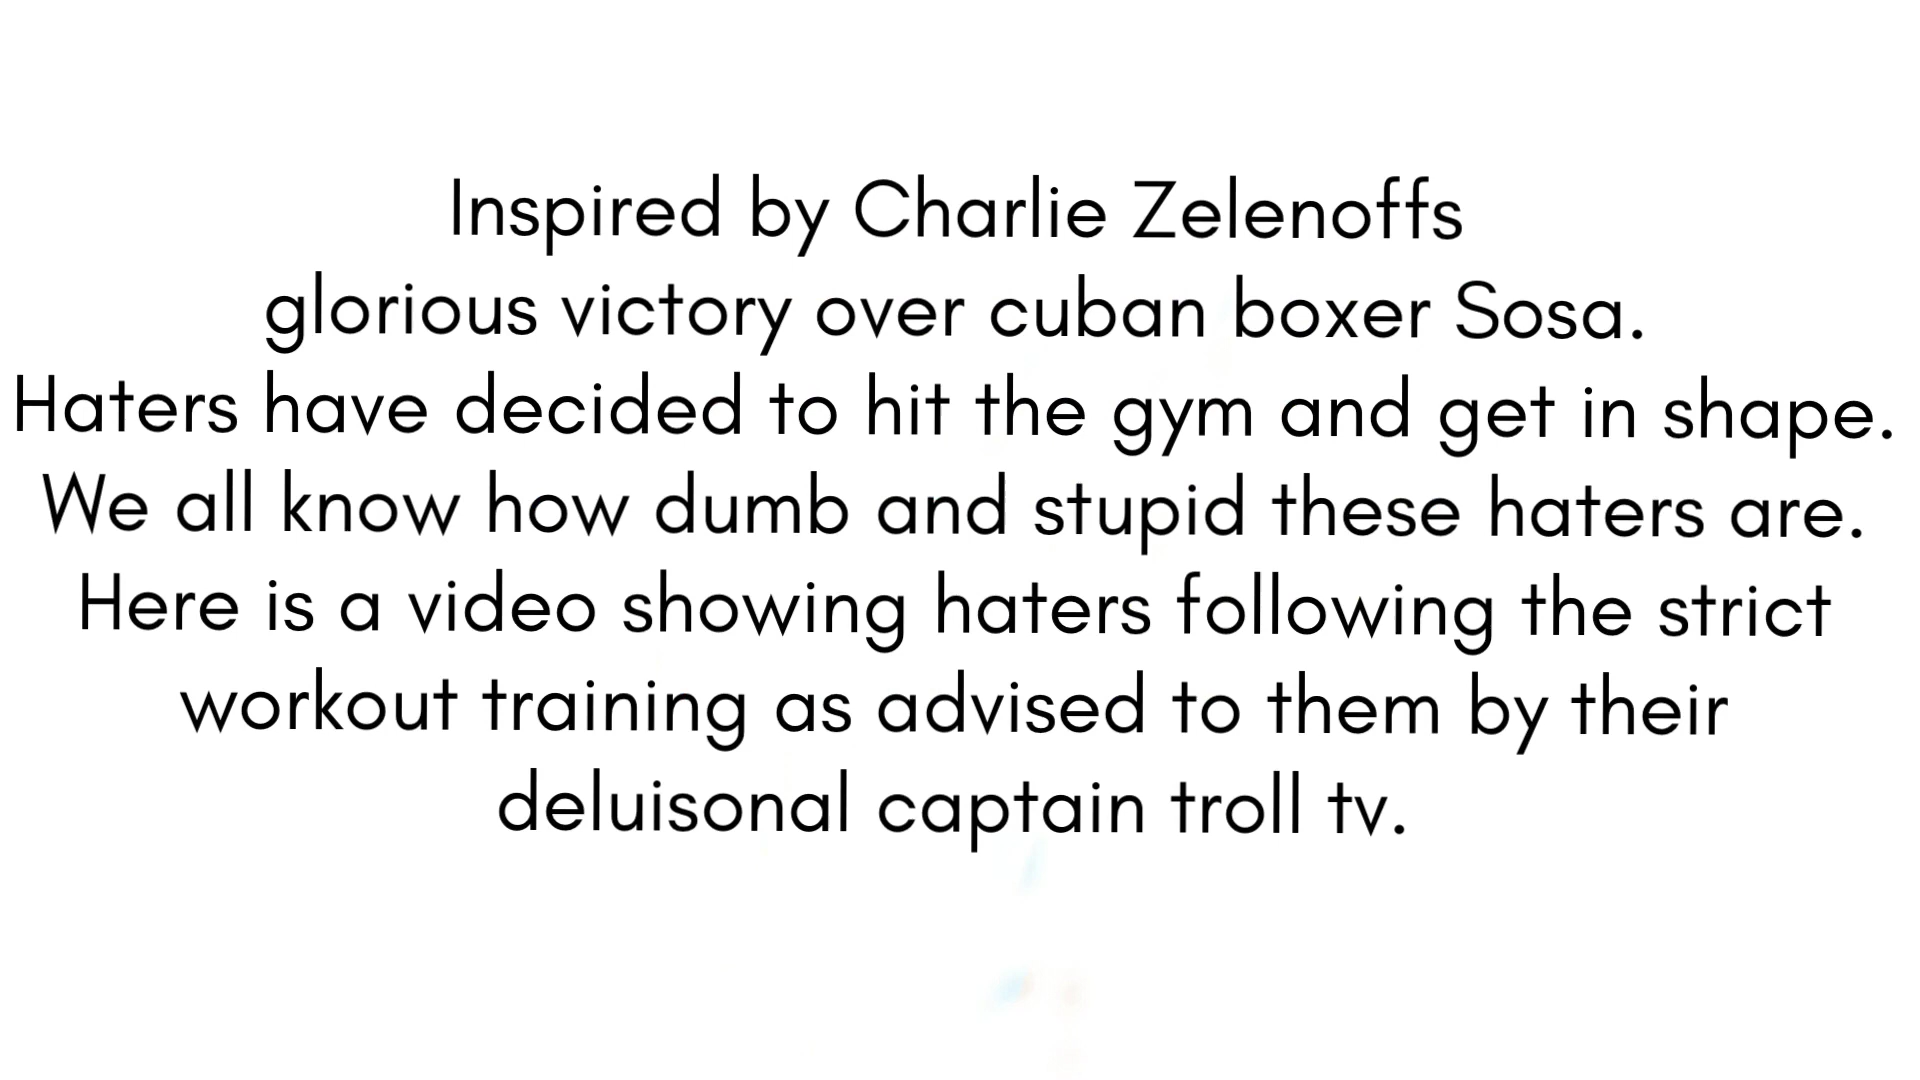 Inspired by Charlie Zelenoffs
glorious victory over cuban boxer Sosa.
Haters have decided to hit the gym and get in shape.
We all know how dumb and stupid these haters are.
Here is a video showing haters following the strict
workout training as advised to them by their
deluisonal captain troll tv.